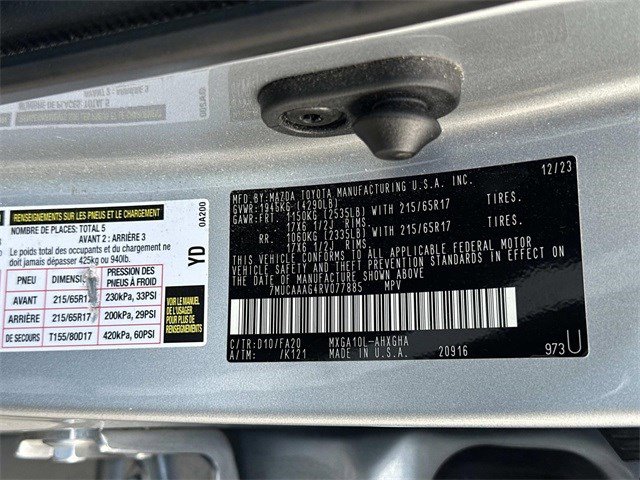 RENSEIGNEMENTS SUR LES PNEUS ET LE CHARGEMENT
NOMBRE DE PLACES: TOTAL 5
AVANT 2 : ARRIÈRE 3
Le poids total des occupants et du chargement ne
doit jamais dépasser 425kg ou 940lb.
YD
0A200
PNEU DIMENSION PRESSION DES PNEUS À FROID
AVANT 215/65R17 230kPa, 33PSI
ARRIÈRE 215/65R17 200kPa, 29PSI
DE SECOURS T155/80D17 420kPa, 60PSI
VOIR LE MANUEL
DE L'USAGER POUR
PLUS DE
RENSEIGNEMENTS
12/23
MFD.BY:MAZDA TOYOTA MANUFACTURING U.S.A. INC.
GVWR: 1945KG (4290LB)
GAWR:FRT. 1150KG (2535LB) WITH 215/65R17 TIRES.
17X6 1/2J RIMS
RR. 1060KG (2335LB) WITH 215/65R17 TIRES.
17X6 1/2J RIMS
THIS VEHICLE CONFORMS TO ALL APPLICABLE FEDERAL MOTOR
VEHICLE SAFETY, BUMPER, AND THEFT PREVENTION STANDARDS IN
EFFECT ON THE DATE OF MANUFACTURE SHOWN ABOVE.
7MUCAAAG4RV077885 MPV
C/TR:D10/FA20 MXGA10L-AHXGHA
A/TM: /K121 MADE IN U.S.A. 20916 973U